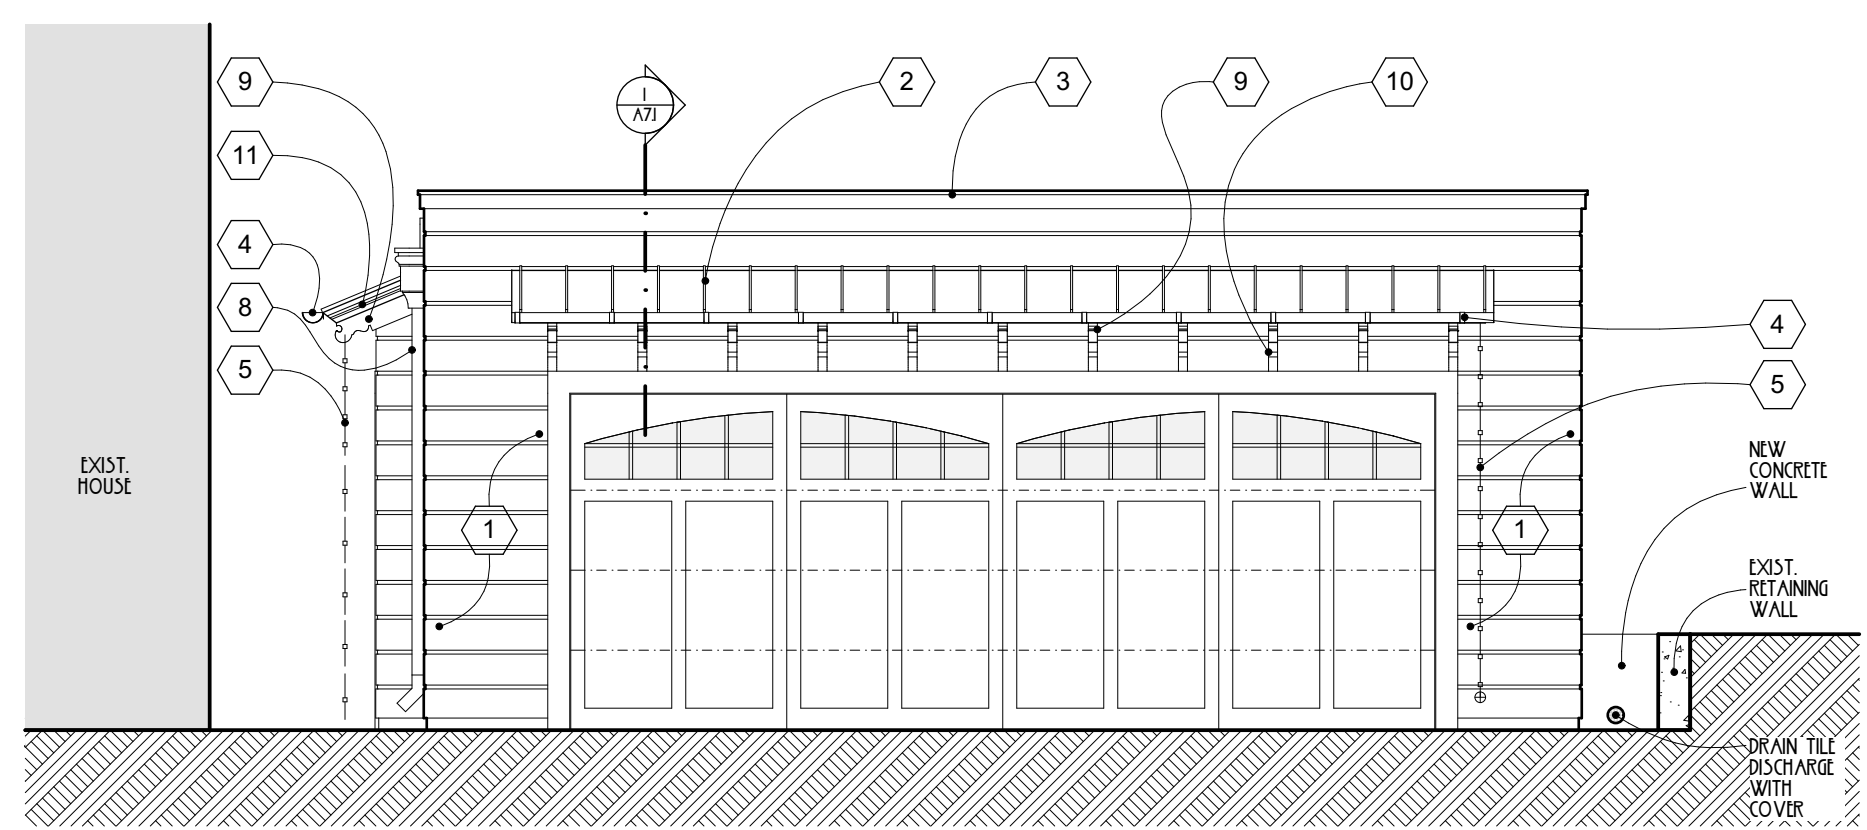 9
11
4
8
5
1
A7.1
2
3
9
10
4
5
1
1
EXIST.
HOUSE
NEW
CONCRETE
WALL
EXIST.
RETAINING
WALL
DRAIN TILE
DISCHARGE
WITH
COVER